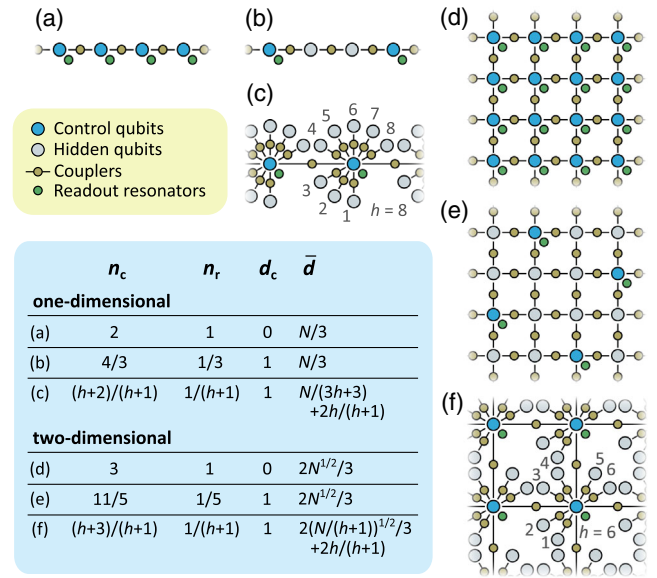 (a)
(b)
(c)
6
5 7
4 8
3
2
1
h = 8
Control qubits
Hidden qubits
Couplers
Readout resonators
n_c n_r d_c d̅
one-dimensional
(a) 2 1 0 N/3
(b) 4/3 1/3 1 N/3
(c) (h+2)/(h+1) 1/(h+1) 1 N/(3h+3)
+2h/(h+1)
two-dimensional
(d) 3 1 0 2N^1/2/3
(e) 11/5 1/5 1 2N^1/2/3
(f) (h+3)/(h+1) 1/(h+1) 1 2(N/(h+1))^1/2/3
+2h/(h+1)
(d)
(e)
(f)
4 5
3 6
2
1
h = 6